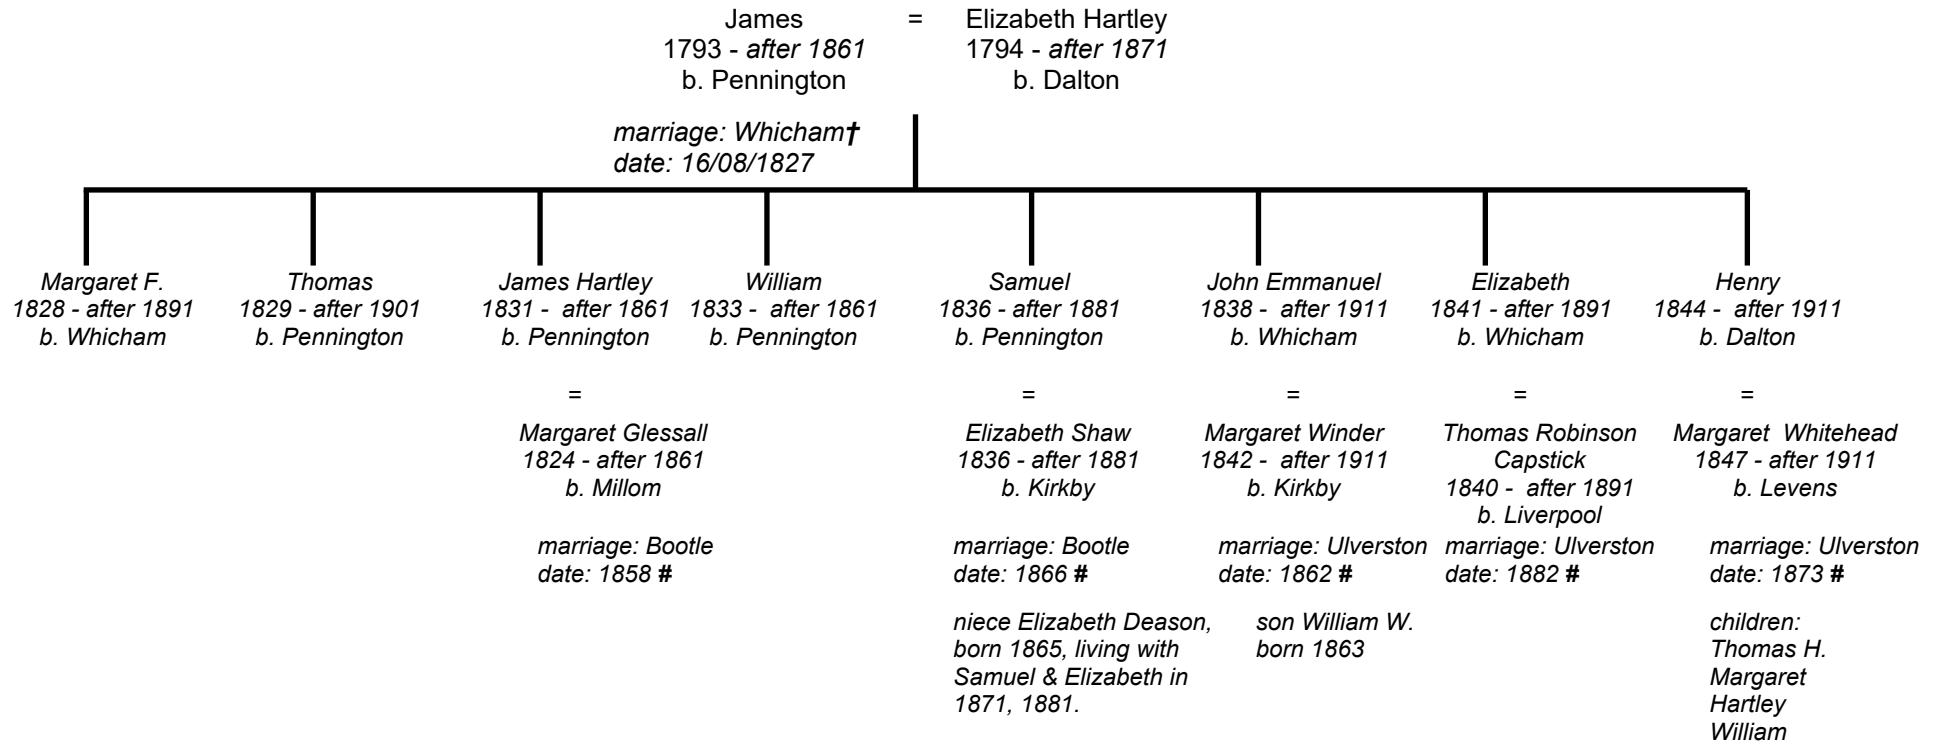 James = Elizabeth Hartley
1793 - after 1861 1794 - after 1871
b. Pennington b. Dalton
marriage: Whicham†
date: 16/08/1827
Margaret F.
1828 - after 1891
b. Whicham
Thomas
1829 - after 1901
b. Pennington
James Hartley
1831 - after 1861
b. Pennington
=
Margaret Glessall
1824 - after 1861
b. Millom
marriage: Bootle
date: 1858 #
William
1833 - after 1861
b. Pennington
Samuel
1836 - after 1881
b. Pennington
=
Elizabeth Shaw
1836 - after 1881
b. Kirkby
marriage: Bootle
date: 1866 #
niece Elizabeth Deason,
born 1865, living with
Samuel & Elizabeth in
1871, 1881.
John Emmanuel
1838 - after 1911
b. Whicham
=
Margaret Winder
1842 - after 1911
b. Kirkby
marriage: Ulverston
date: 1862 #
son William W.
born 1863
Elizabeth
1841 - after 1891
b. Whicham
=
Thomas Robinson
Capstick
1840 - after 1891
b. Liverpool
marriage: Ulverston
date: 1882 #
Henry
1844 - after 1911
b. Dalton
=
Margaret Whitehead
1847 - after 1911
b. Levens
marriage: Ulverston
date: 1873 #
children:
Thomas H.
Margaret
Hartley
William